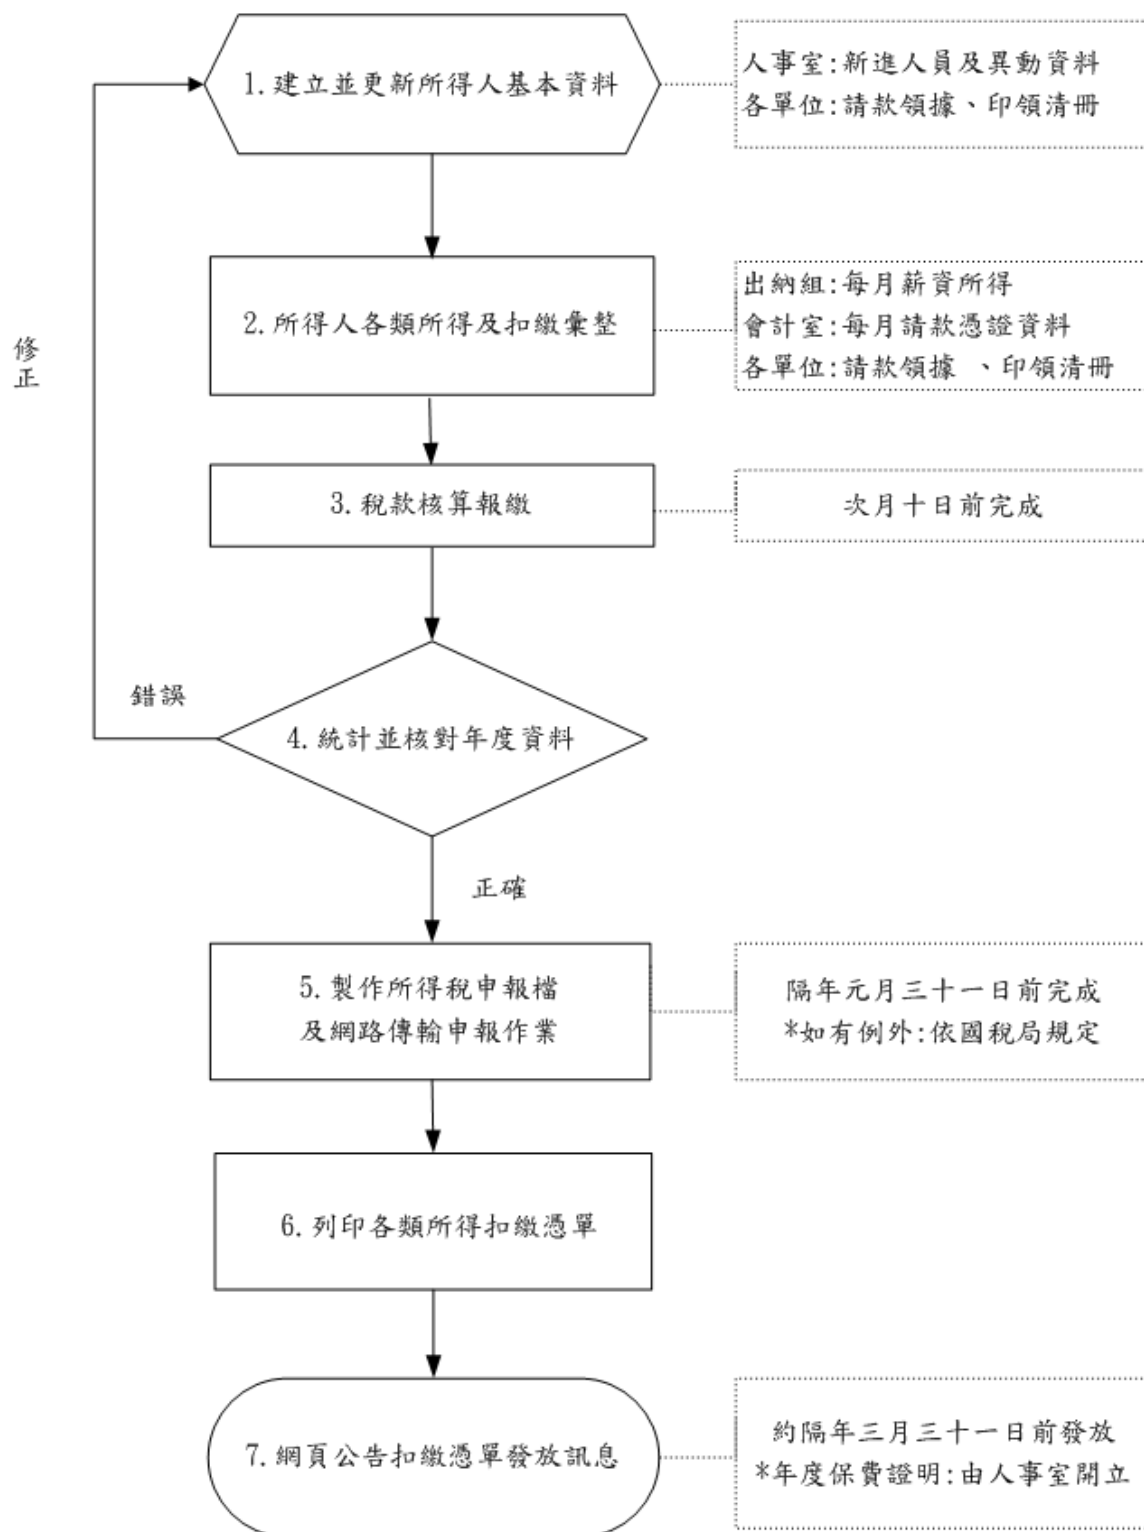 1.建立並更新所得人基本資料
人事室:新進人員及異動資料
各單位:請款領據、印領清冊
2.所得人各類所得及扣繳彙整
出納組:每月薪資所得
會計室:每月請款憑證資料
各單位:請款領據 、印領清冊
修
正
3.稅款核算報繳
次月十日前完成
錯誤
4.統計並核對年度資料
正確
5.製作所得稅申報檔
及網路傳輸申報作業
隔年元月三十一日前完成
*如有例外:依國稅局規定
6.列印各類所得扣繳憑單
7.網頁公告扣繳憑單發放訊息
約隔年三月三十一日前發放
*年度保費證明:由人事室開立